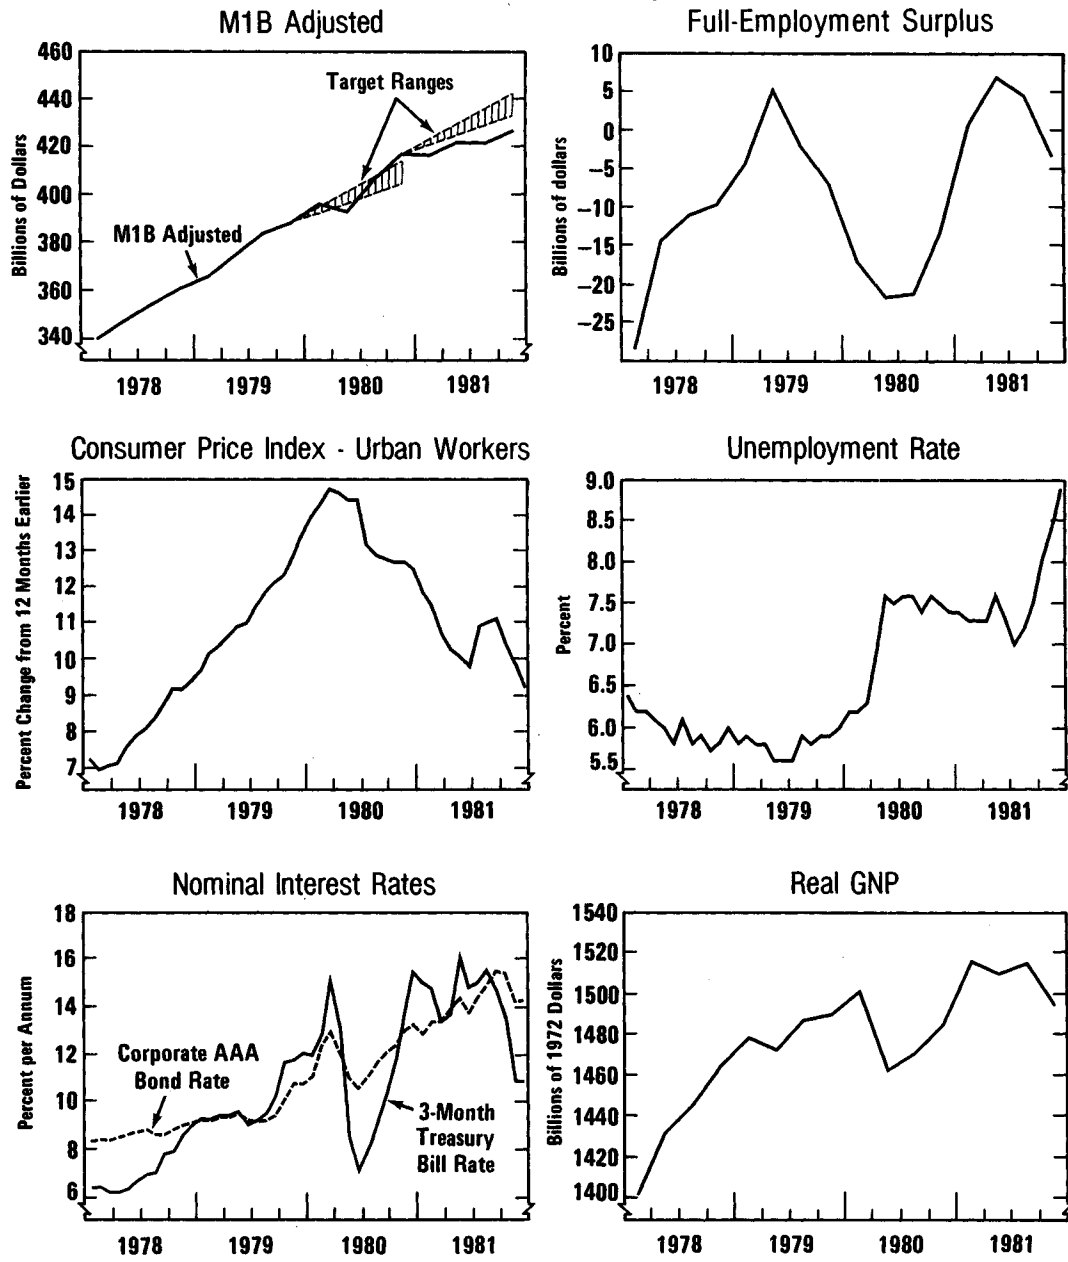 M1B Adjusted
Billions of Dollars
460
440
420
400
380
360
340
Target Ranges
M1B Adjusted
1978 1979 1980 1981
Full-Employment Surplus
Billions of dollars
10
5
0
−5
−10
−15
−20
−25
1978 1979 1980 1981
Consumer Price Index - Urban Workers
Percent Change from 12 Months Earlier
15
14
13
12
11
10
9
8
7
1978 1979 1980 1981
Unemployment Rate
Percent
9.0
8.5
8.0
7.5
7.0
6.5
6.0
5.5
1978 1979 1980 1981
Nominal Interest Rates
Percent per Annum
18
16
14
12
10
8
6
Corporate AAA
Bond Rate
3-Month
Treasury
Bill Rate
1978 1979 1980 1981
Real GNP
Billions of 1972 Dollars
1540
1520
1500
1480
1460
1440
1420
1400
1978 1979 1980 1981